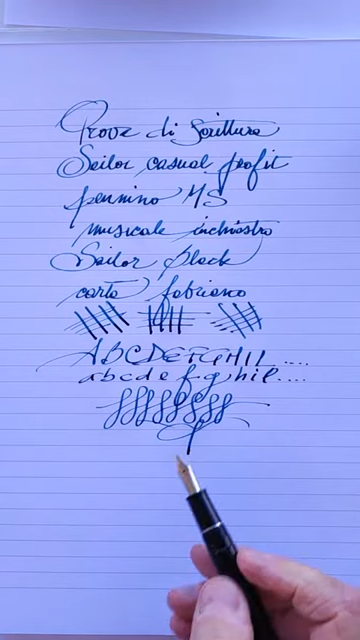 Prova di Scrittura
Sailor casual profit
pennino MS
musicale inchiostro
Sailor black
carta fabriano
ABCDEFGHIL....
abcdefghil....